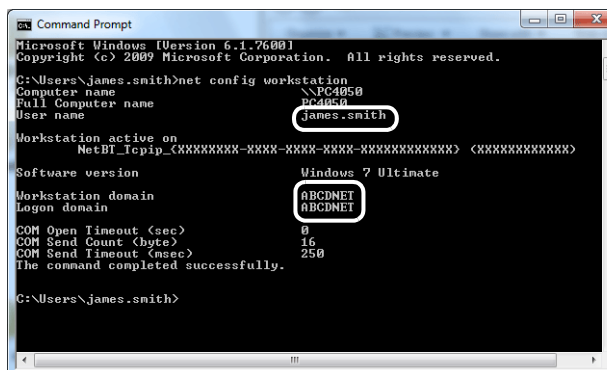 Command Prompt
Microsoft Windows [Version 6.1.7600]
Copyright (c) 2009 Microsoft Corporation.  All rights reserved.
C:\Users\james.smith>net config workstation
Computer name                        \\PC4050
Full Computer name                   PC4050
User name                            james.smith
Workstation active on
NetBT_Tcpip_{XXXXXXXX-XXXX-XXXX-XXXX-XXXXXXXXXXXX} (XXXXXXXXXXXX)
Software version                     Windows 7 Ultimate
Workstation domain                   ABCDNET
Logon domain                         ABCDNET
COM Open Timeout (sec)               0
COM Send Count (byte)                16
COM Send Timeout (msec)              250
The command completed successfully.
C:\Users\james.smith>